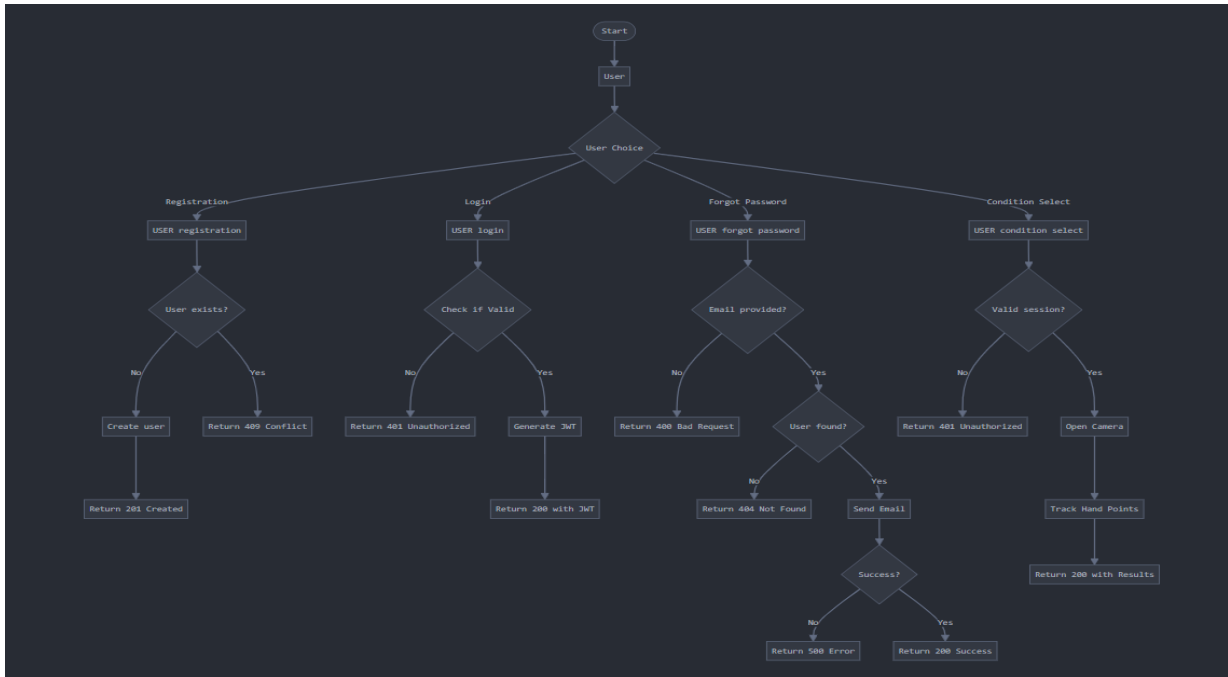 Start
User
User Choice
Registration
Login
Forgot Password
Condition Select
USER registration
USER login
USER forgot password
USER condition select
User exists?
Check if Valid
Email provided?
Valid session?
No
Yes
No
Yes
No
Yes
No
Yes
Create user
Return 409 Conflict
Return 401 Unauthorized
Generate JWT
Return 400 Bad Request
User found?
Return 401 Unauthorized
Open Camera
No
Yes
Return 201 Created
Return 200 with JWT
Return 404 Not Found
Send Email
Track Hand Points
Success?
Return 200 with Results
No
Yes
Return 500 Error
Return 200 Success